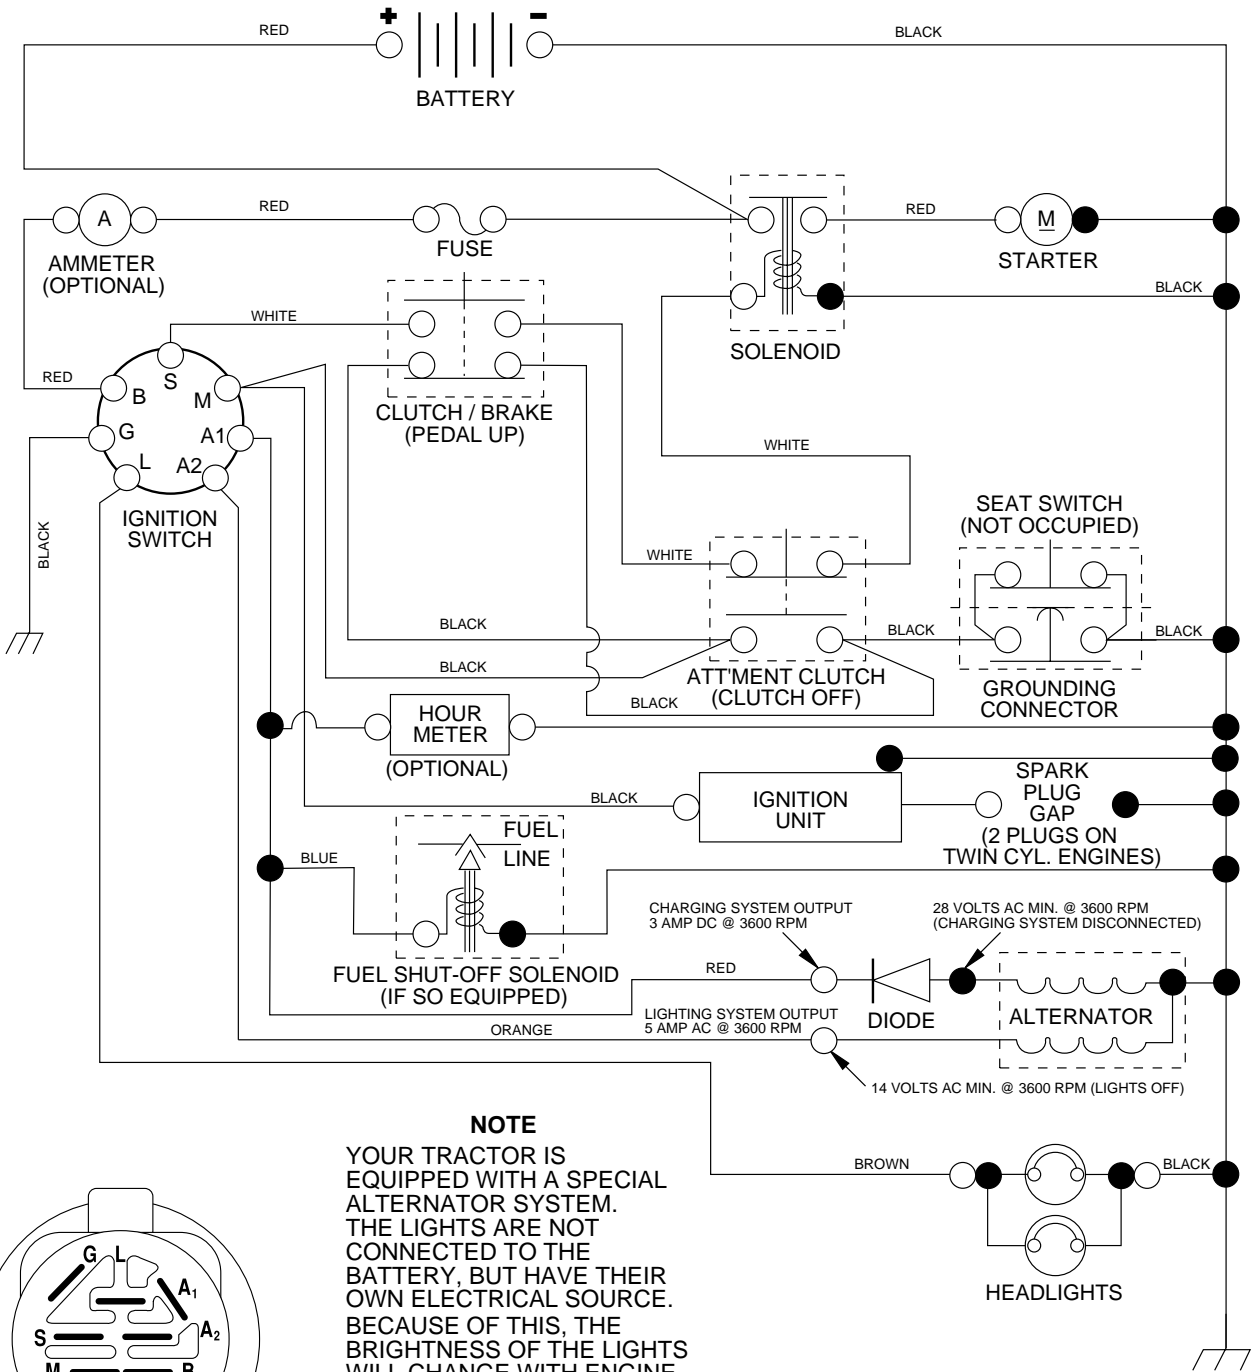 + -
RED
BLACK
BATTERY
A
RED
FUSE
RED
M
STARTER
AMMETER
(OPTIONAL)
BLACK
SOLENOID
WHITE
RED
S
B
M
G
A1
L
A2
IGNITION
SWITCH
BLACK
CLUTCH / BRAKE
(PEDAL UP)
WHITE
SEAT SWITCH
(NOT OCCUPIED)
WHITE
BLACK
BLACK
BLACK
BLACK
ATT'MENT CLUTCH
(CLUTCH OFF)
BLACK
GROUNDING
CONNECTOR
HOUR
METER
(OPTIONAL)
BLACK
IGNITION
UNIT
SPARK
PLUG
GAP
(2 PLUGS ON
TWIN CYL. ENGINES)
FUEL
LINE
BLUE
FUEL SHUT-OFF SOLENOID
(IF SO EQUIPPED)
CHARGING SYSTEM OUTPUT
3 AMP DC @ 3600 RPM
28 VOLTS AC MIN. @ 3600 RPM
(CHARGING SYSTEM DISCONNECTED)
RED
DIODE
ALTERNATOR
LIGHTING SYSTEM OUTPUT
5 AMP AC @ 3600 RPM
ORANGE
14 VOLTS AC MIN. @ 3600 RPM (LIGHTS OFF)
BROWN
BLACK
HEADLIGHTS
NOTE
YOUR TRACTOR IS
EQUIPPED WITH A SPECIAL
ALTERNATOR SYSTEM.
THE LIGHTS ARE NOT
CONNECTED TO THE
BATTERY, BUT HAVE THEIR
OWN ELECTRICAL SOURCE.
BECAUSE OF THIS, THE
BRIGHTNESS OF THE LIGHTS
WILL CHANGE WITH ENGINE
G L
A1
A2
S
M
B